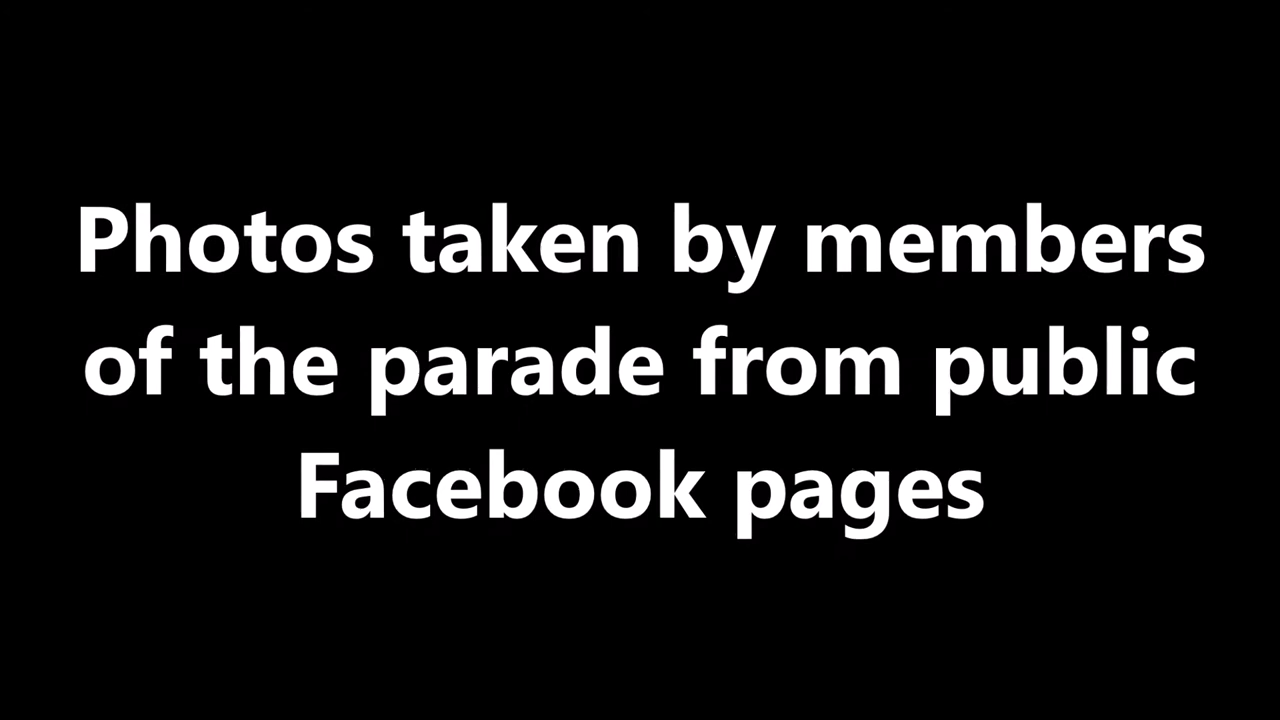 Photos taken by members
of the parade from public
Facebook pages